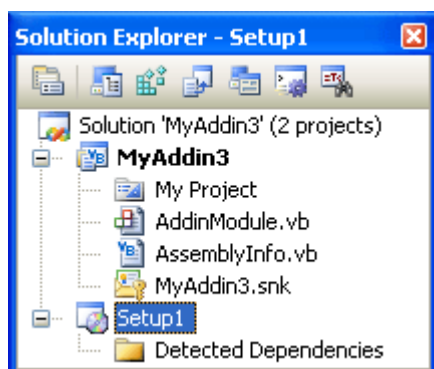 Solution Explorer - Setup1
Solution 'MyAddin3' (2 projects)
MyAddin3
My Project
AddinModule.vb
AssemblyInfo.vb
MyAddin3.snk
Setup1
Detected Dependencies